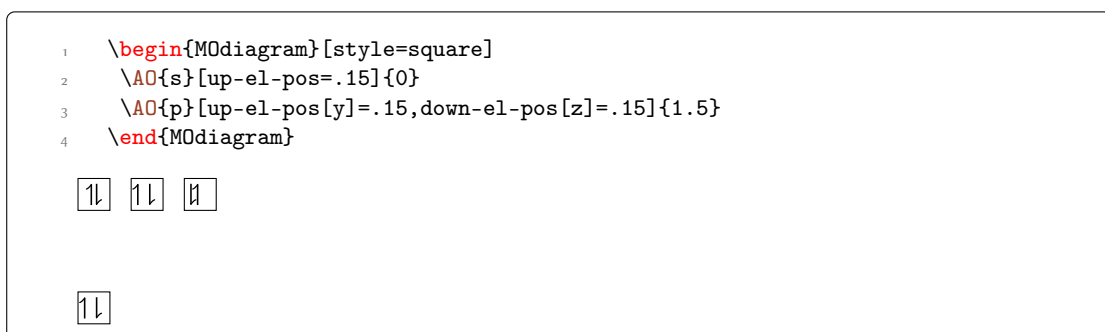 1 \begin{MOdiagram}[style=square]
2 \AO{s}[up-el-pos=.15]{0}
3 \AO{p}[up-el-pos[y]=.15,down-el-pos[z]=.15]{1.5}
4 \end{MOdiagram}